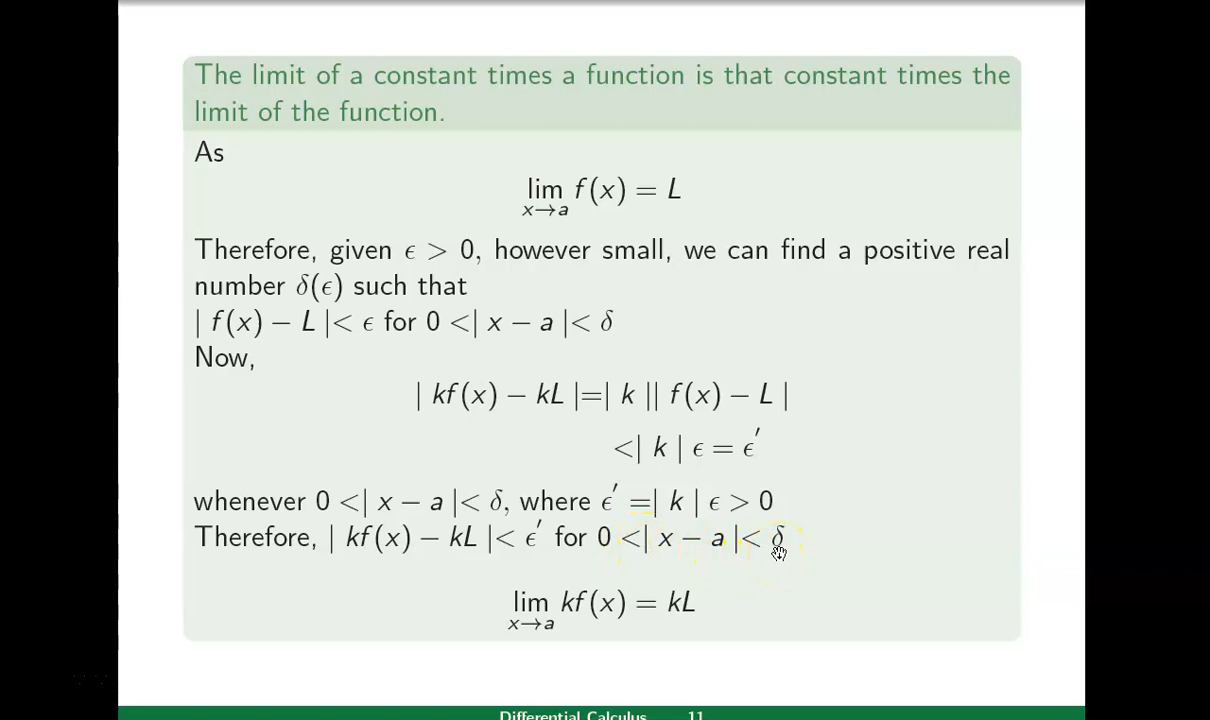 The limit of a constant times a function is that constant times the
limit of the function.
As
lim f(x) = L
x→a
Therefore, given ϵ > 0, however small, we can find a positive real
number δ(ϵ) such that
| f(x) − L |< ϵ for 0 <| x − a |< δ
Now,
| kf(x) − kL |=| k || f(x) − L |
<| k | ϵ = ϵ′
whenever 0 <| x − a |< δ, where ϵ′ =| k | ϵ > 0
Therefore, | kf(x) − kL |< ϵ′ for 0 <| x − a |< δ
lim kf(x) = kL
x→a
Differential Calculus 11